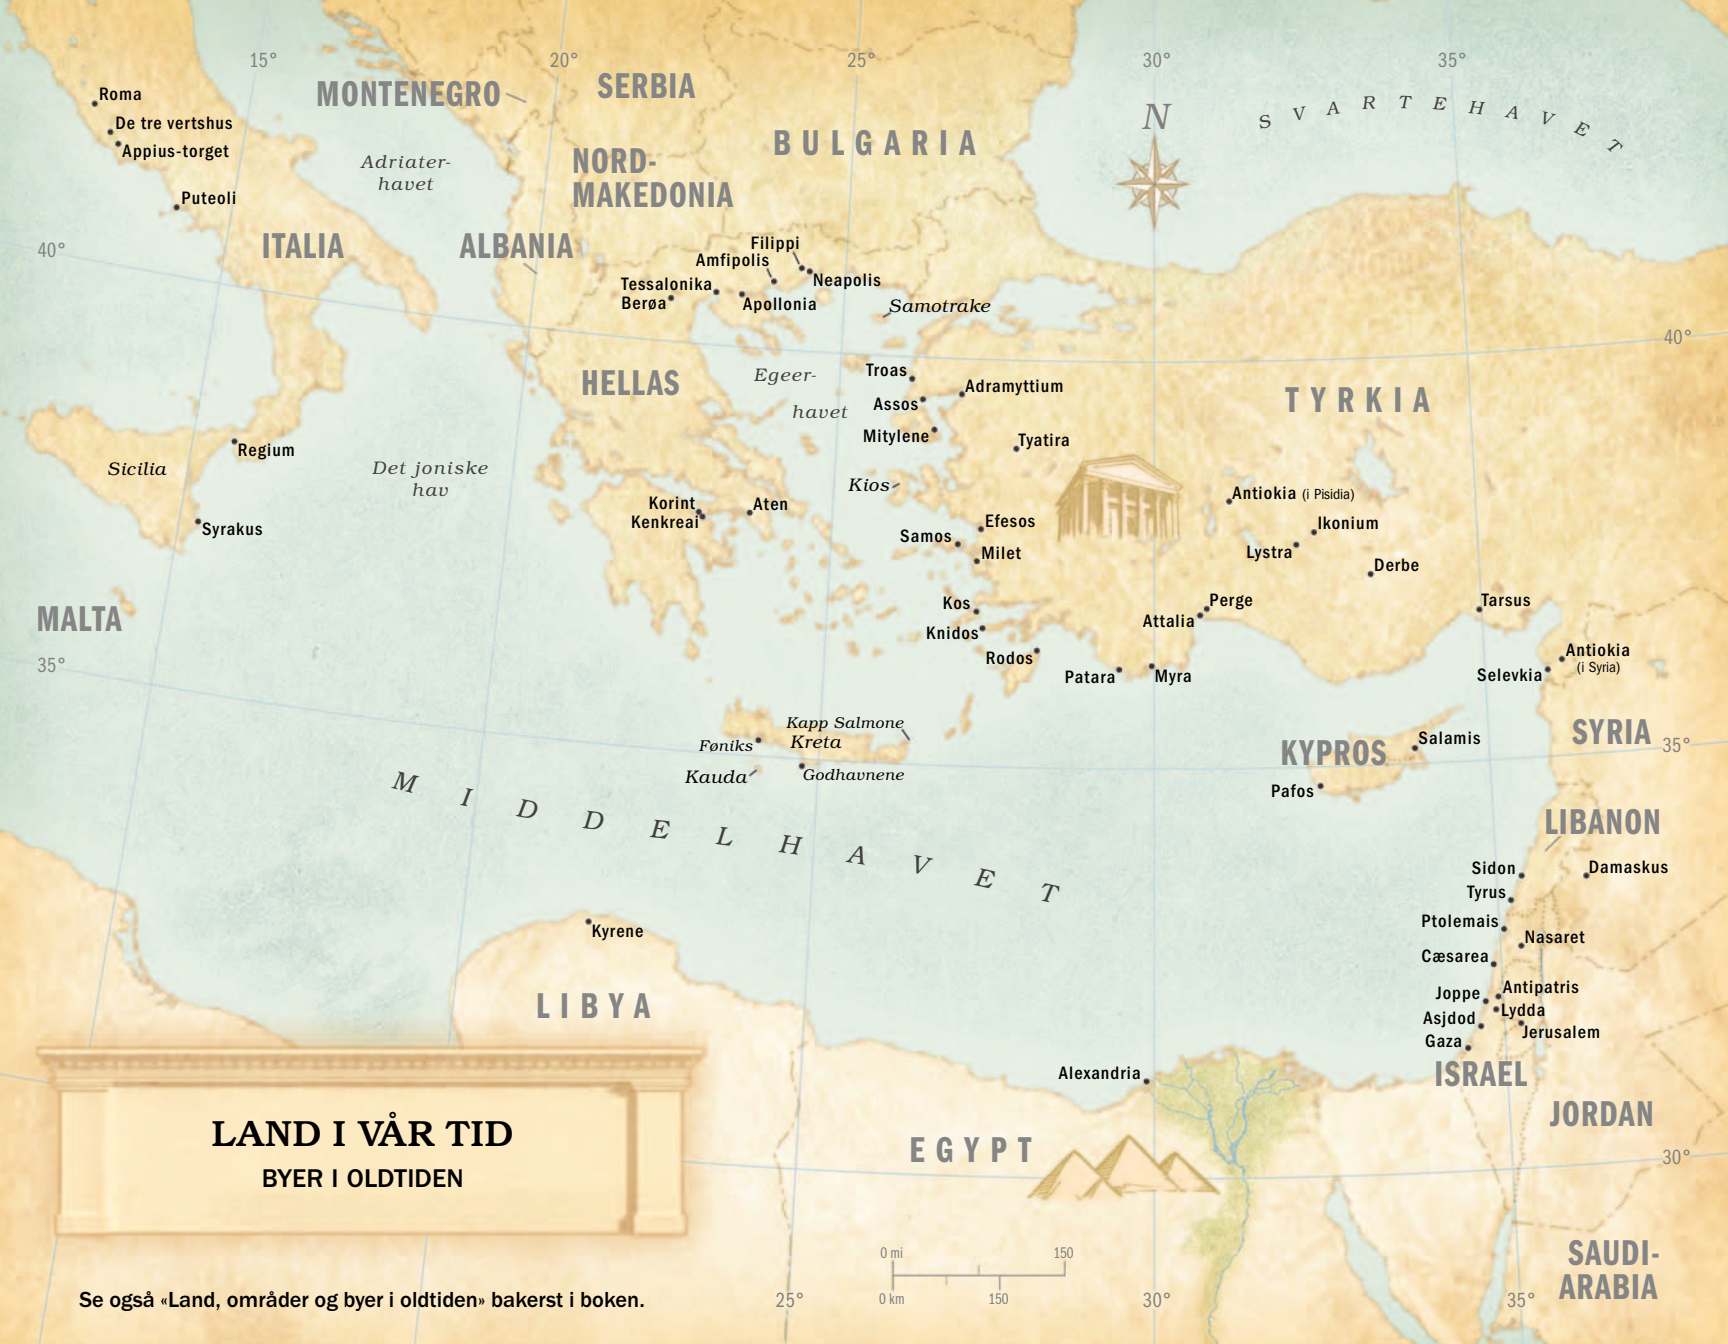 15°
20°
25°
30°
35°
Roma
De tre vertshus
Appius-torget
Puteoli
MONTENEGRO
SERBIA
BULGARIA
N
SVARTEHAVET
Adriater-
havet
NORD-
MAKEDONIA
40°
ITALIA
ALBANIA
Filippi
Amfipolis
Neapolis
Tessalonika
Berøa
Apollonia
Samotrake
40°
HELLAS
Egeer-
havet
Troas
Adramyttium
Assos
Mitylene
Tyatira
TYRKIA
Regium
Sicilia
Syrakus
Det joniske
hav
Kios
Korint
Kenkreai
Aten
Efesos
Samos
Milet
Antiokia (i Pisidia)
Ikonium
Lystra
Derbe
MALTA
35°
Kos
Knidos
Rodos
Perge
Attalia
Patara
Myra
Tarsus
Antiokia
(i Syria)
Selevkia
SYRIA
35°
Kapp Salmone
Kreta
Føniks
Kauda
Godhavnene
KYPROS
Salamis
Pafos
MIDDELHAVET
LIBANON
Sidon
Damaskus
Tyrus
Ptolemais
Nasaret
Cæsarea
Antipatris
Joppe
Lydda
Asjdod
Jerusalem
Gaza
ISRAEL
JORDAN
Kyrene
LIBYA
Alexandria
EGYPT
30°
LAND I VÅR TID
BYER I OLDTIDEN
0 mi
150
0 km
150
SAUDI-
ARABIA
Se også «Land, områder og byer i oldtiden» bakerst i boken.
25°
30°
35°